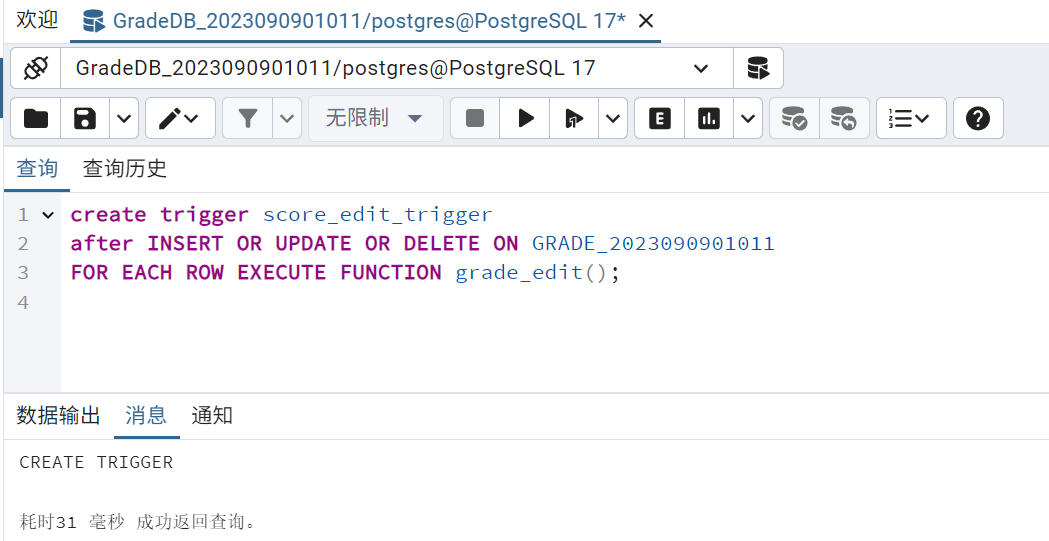 欢迎 GradeDB_2023090901011/postgres@PostgreSQL 17*
GradeDB_2023090901011/postgres@PostgreSQL 17
无限制 E
查询 查询历史
1 create trigger score_edit_trigger
2 after INSERT OR UPDATE OR DELETE ON GRADE_2023090901011
3 FOR EACH ROW EXECUTE FUNCTION grade_edit();
4
数据输出 消息 通知
CREATE TRIGGER
耗时31 毫秒 成功返回查询。